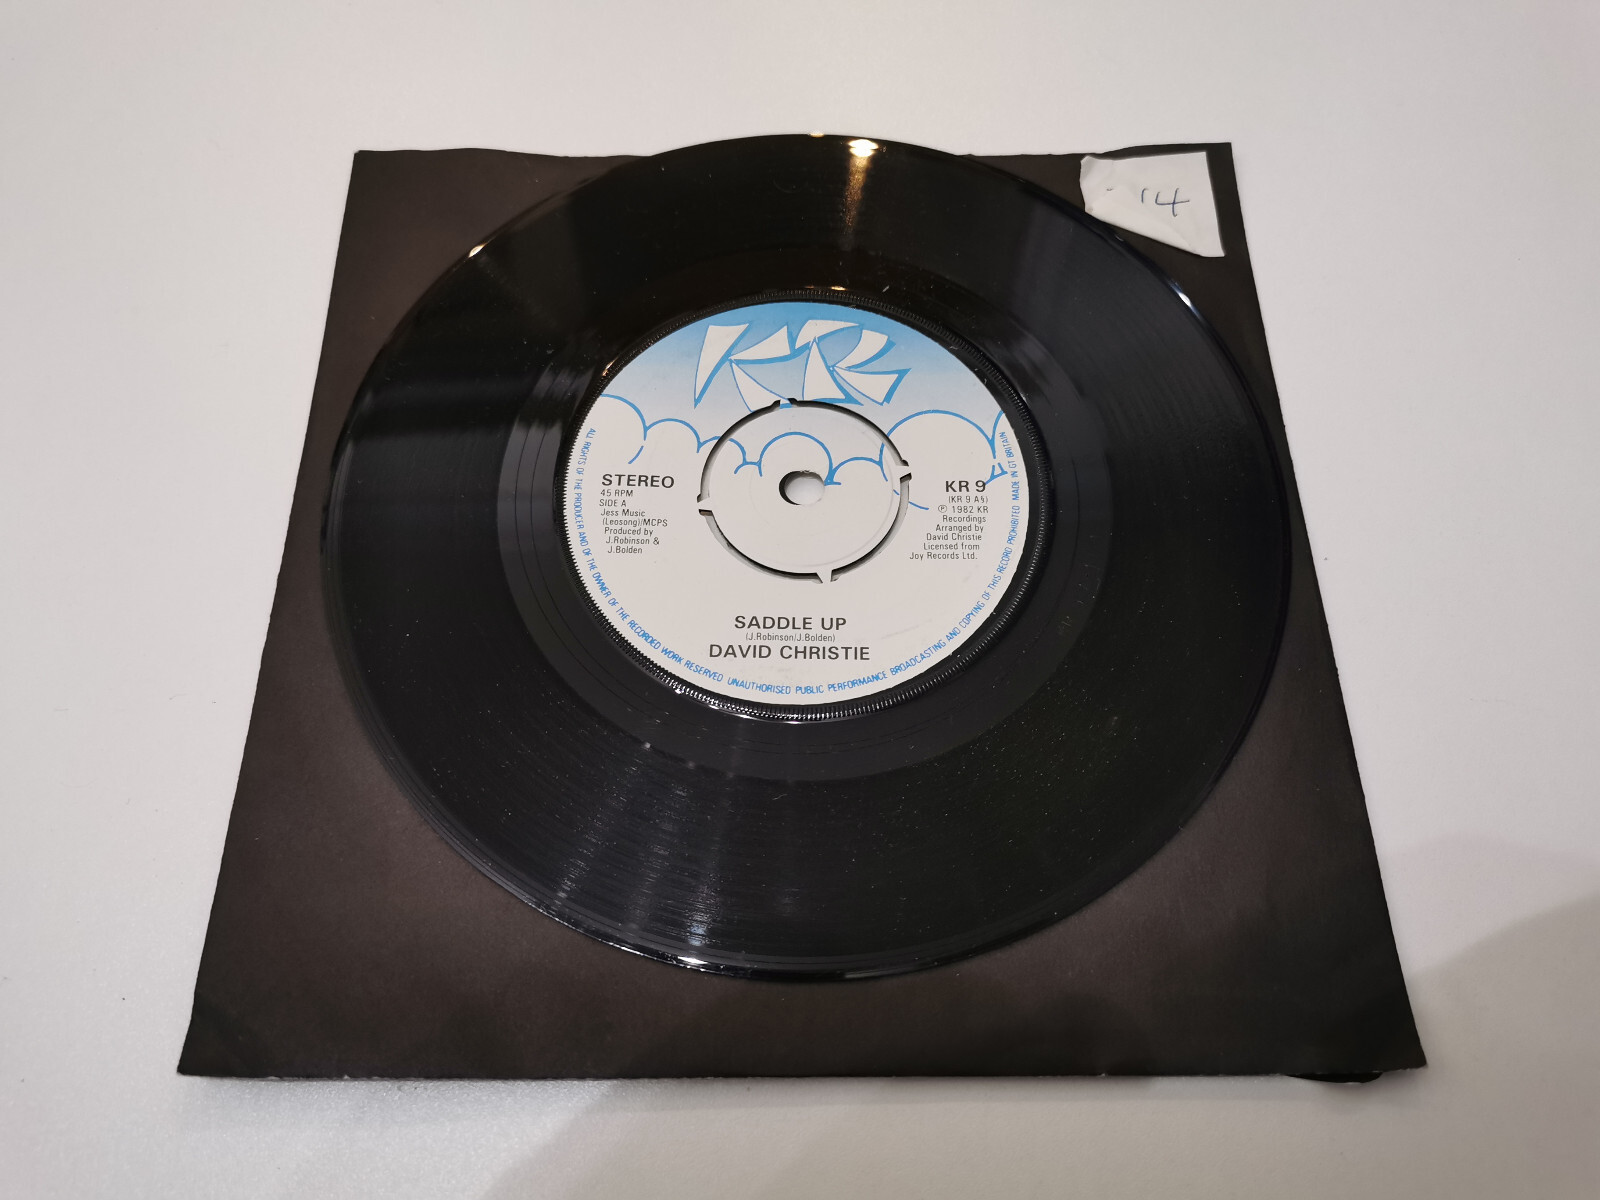 '14
KR
STEREO
45 RPM
SIDE A
Jess Music
(Leosong)/MCPS
Produced by
J.Robinson &
J.Bolden
KR 9
℗ 1982 KR
Recordings
Arranged by
David Christie
Licensed from
Joy Records Ltd.
SADDLE UP
(J.Robinson/J.Bolden)
DAVID CHRISTIE
ALL RIGHTS OF THE PRODUCER AND OF THE OWNER OF THE RECORDED WORK RESERVED UNAUTHORISED PUBLIC PERFORMANCE BROADCASTING AND COPYING OF THIS RECORD PROHIBITED MADE IN GT BRITAIN